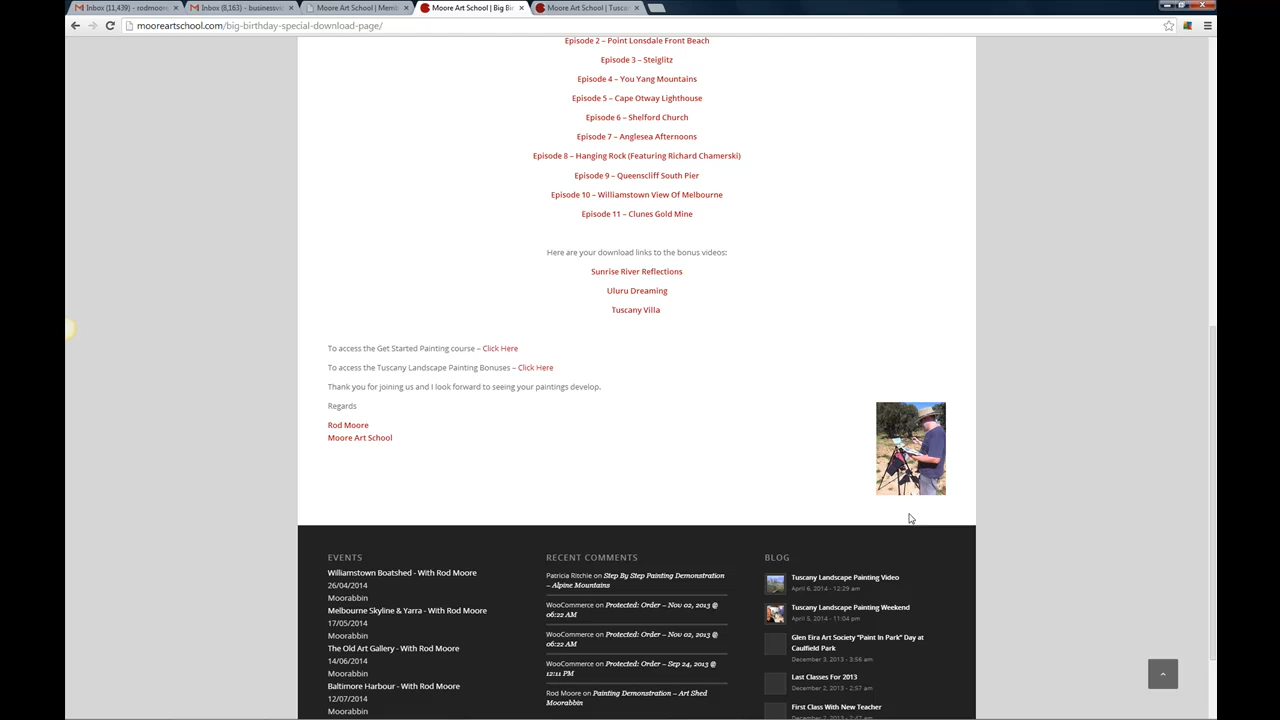 Inbox (11,439) - rodmoore
Inbox (8,163) - businessvi
Moore Art School | Memb
Moore Art School | Big Bi
Moore Art School | Tuscan
mooreartschool.com/big-birthday-special-download-page/
Episode 2 – Point Lonsdale Front Beach
Episode 3 – Steiglitz
Episode 4 – You Yang Mountains
Episode 5 – Cape Otway Lighthouse
Episode 6 – Shelford Church
Episode 7 – Anglesea Afternoons
Episode 8 – Hanging Rock (Featuring Richard Chamerski)
Episode 9 – Queenscliff South Pier
Episode 10 – Williamstown View Of Melbourne
Episode 11 – Clunes Gold Mine
Here are your download links to the bonus videos:
Sunrise River Reflections
Uluru Dreaming
Tuscany Villa
To access the Get Started Painting course – Click Here
To access the Tuscany Landscape Painting Bonuses – Click Here
Thank you for joining us and I look forward to seeing your paintings develop.
Regards
Rod Moore
Moore Art School
EVENTS
Williamstown Boatshed - With Rod Moore
26/04/2014
Moorabbin
Melbourne Skyline & Yarra - With Rod Moore
17/05/2014
Moorabbin
The Old Art Gallery - With Rod Moore
14/06/2014
Moorabbin
Baltimore Harbour - With Rod Moore
12/07/2014
Moorabbin
RECENT COMMENTS
Patricia Ritchie on Step By Step Painting Demonstration
– Alpine Mountains
WooCommerce on Protected: Order – Nov 02, 2013 @
06:22 AM
WooCommerce on Protected: Order – Nov 02, 2013 @
06:22 AM
WooCommerce on Protected: Order – Sep 24, 2013 @
12:11 PM
Rod Moore on Painting Demonstration – Art Shed
Moorabbin
BLOG
Tuscany Landscape Painting Video
April 6, 2014 - 12:29 am
Tuscany Landscape Painting Weekend
April 5, 2014 - 11:04 pm
Glen Eira Art Society “Paint In Park” Day at
Caulfield Park
December 3, 2013 - 3:56 am
Last Classes For 2013
December 2, 2013 - 2:57 am
First Class With New Teacher